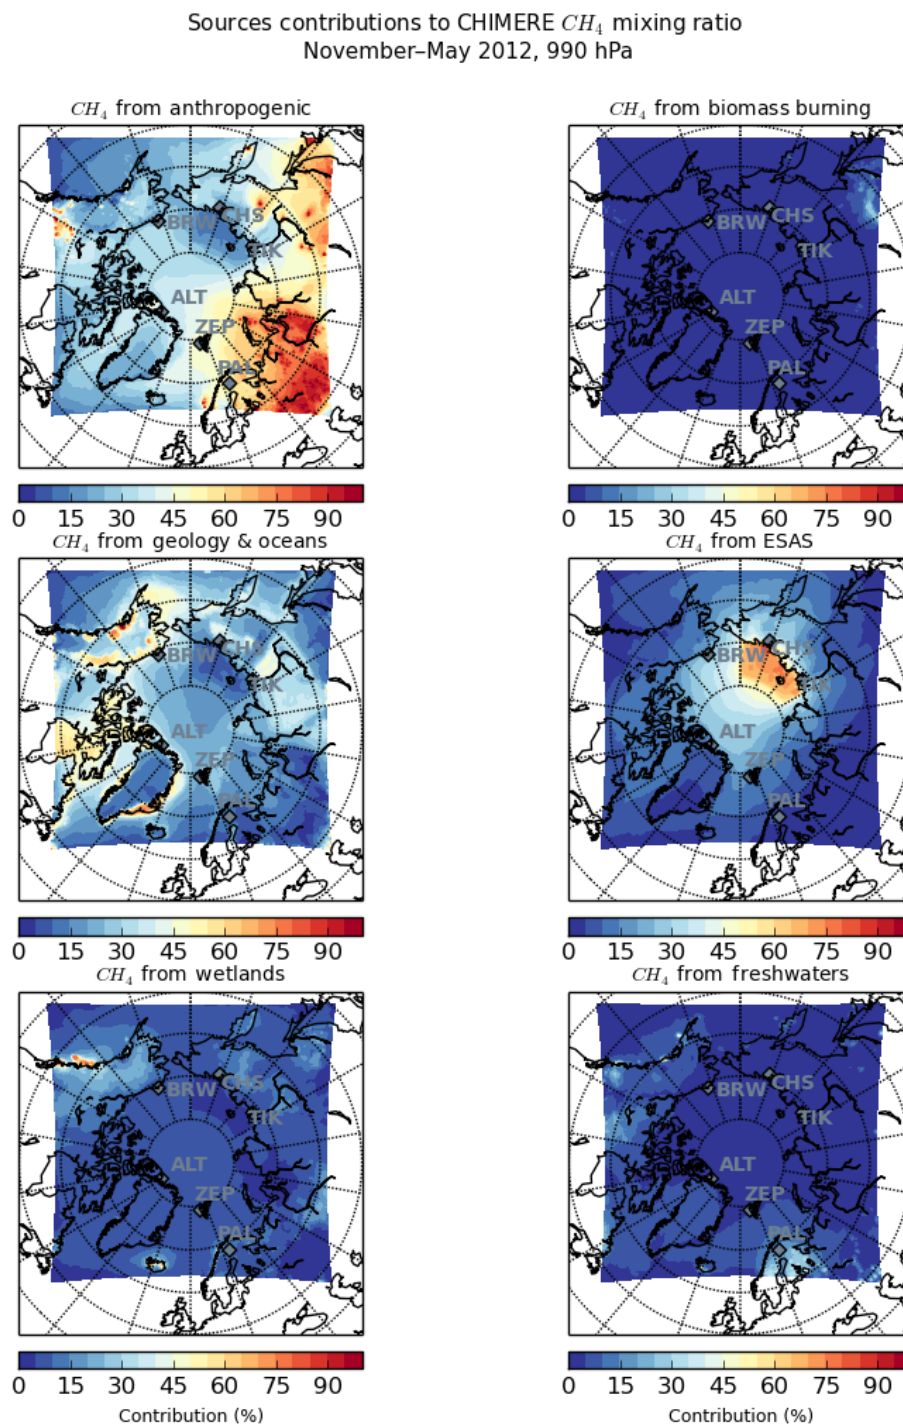 Sources contributions to CHIMERE CH₄ mixing ratio
November–May 2012, 990 hPa
CH₄ from anthropogenic
CH₄ from biomass burning
BRW CHS
TIK
ALT
ZEP
PAL
BRW CHS
TIK
ALT
ZEP
PAL
0 15 30 45 60 75 90
0 15 30 45 60 75 90
CH₄ from geology & oceans
CH₄ from ESAS
BRW CHS
TIK
ALT
ZEP
PAL
BRW CHS
TIK
ALT
ZEP
PAL
0 15 30 45 60 75 90
0 15 30 45 60 75 90
CH₄ from wetlands
CH₄ from freshwaters
BRW CHS
TIK
ALT
ZEP
PAL
BRW CHS
TIK
ALT
ZEP
PAL
0 15 30 45 60 75 90
0 15 30 45 60 75 90
Contribution (%)
Contribution (%)